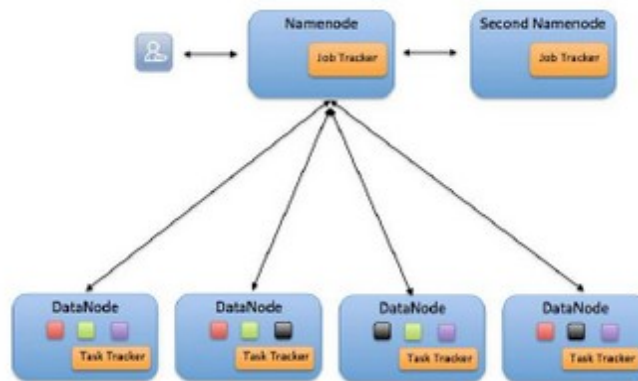 Namenode
Job Tracker
Second Namenode
Job Tracker
DataNode
Task Tracker
DataNode
Task Tracker
DataNode
Task Tracker
DataNode
Task Tracker